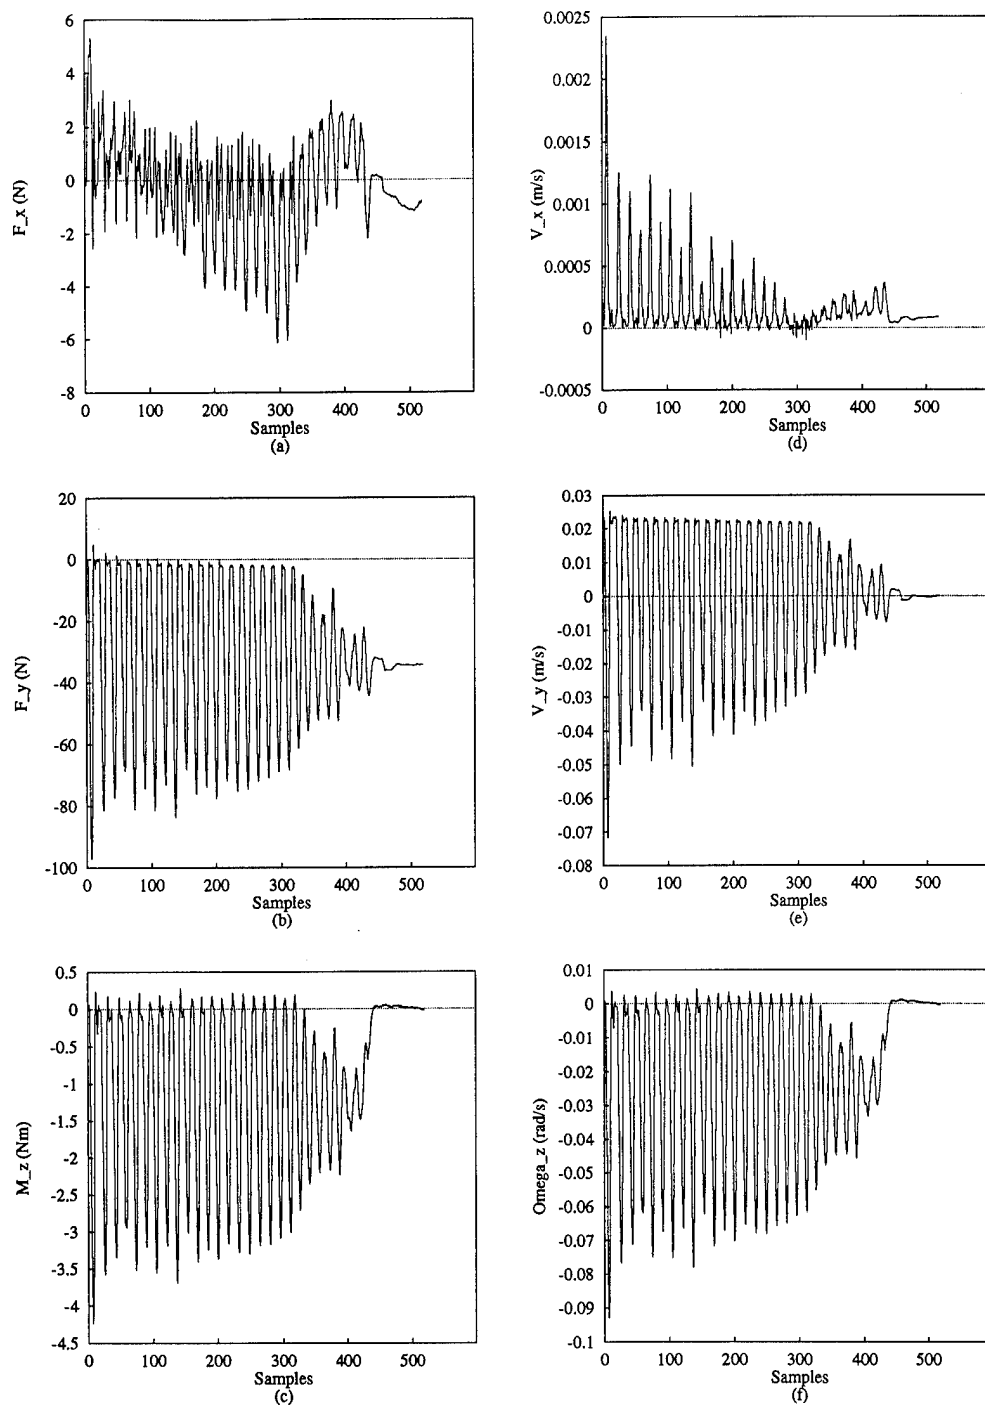 6
4
2
0
-2
-4
-6
-8
F_x (N)
0 100 200 300 400 500
Samples
(a)
0.0025
0.002
0.0015
0.001
0.0005
0
-0.0005
V_x (m/s)
0 100 200 300 400 500
Samples
(d)
20
0
-20
-40
-60
-80
-100
F_y (N)
0 100 200 300 400 500
Samples
(b)
0.03
0.02
0.01
0
-0.01
-0.02
-0.03
-0.04
-0.05
-0.06
-0.07
-0.08
V_y (m/s)
0 100 200 300 400 500
Samples
(e)
0.5
0
-0.5
-1
-1.5
-2
-2.5
-3
-3.5
-4
-4.5
M_z (Nm)
0 100 200 300 400 500
Samples
(c)
0.01
0
-0.01
-0.02
-0.03
-0.04
-0.05
-0.06
-0.07
-0.08
-0.09
-0.1
Omega_z (rad/s)
0 100 200 300 400 500
Samples
(f)